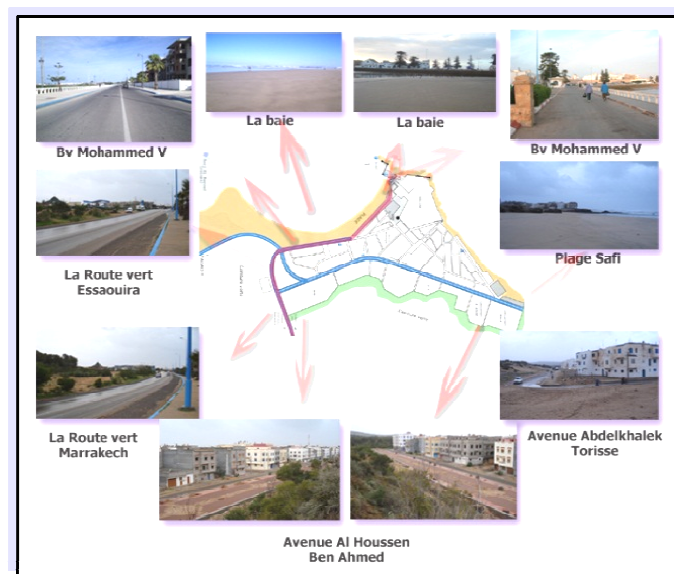 Bv Mohammed V
La baie
La baie
Bv Mohammed V
La Route vert
Essaouira
Plage Safi
La Route vert
Marrakech
Avenue Abdelkhalek
Torisse
Avenue Al Houssen
Ben Ahmed